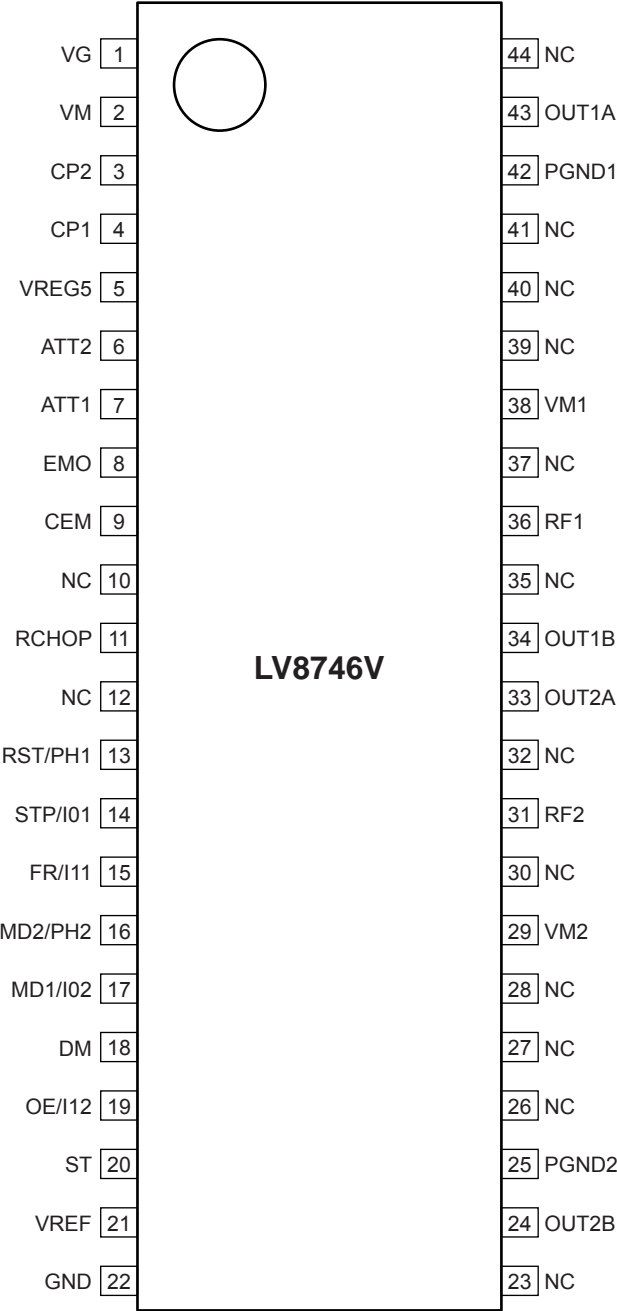 VG 1 44 NC
VM 2 43 OUT1A
CP2 3 42 PGND1
CP1 4 41 NC
VREG5 5 40 NC
ATT2 6 39 NC
ATT1 7 38 VM1
EMO 8 37 NC
CEM 9 36 RF1
NC 10 35 NC
RCHOP 11 34 OUT1B
LV8746V
NC 12 33 OUT2A
RST/PH1 13 32 NC
STP/I01 14 31 RF2
FR/I11 15 30 NC
MD2/PH2 16 29 VM2
MD1/I02 17 28 NC
DM 18 27 NC
OE/I12 19 26 NC
ST 20 25 PGND2
VREF 21 24 OUT2B
GND 22 23 NC